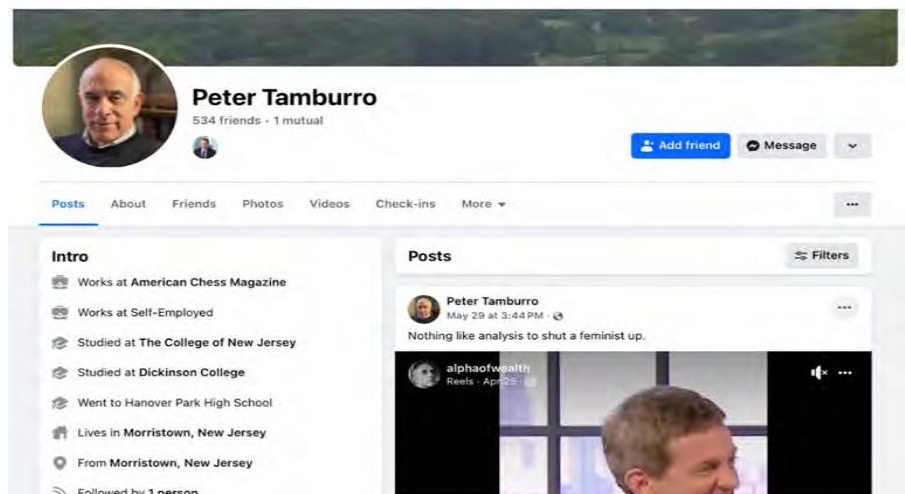 Peter Tamburro
534 friends · 1 mutual
Add friend
Message
Posts
About
Friends
Photos
Videos
Check-ins
More
Intro
Works at American Chess Magazine
Works at Self-Employed
Studied at The College of New Jersey
Studied at Dickinson College
Went to Hanover Park High School
Lives in Morristown, New Jersey
From Morristown, New Jersey
Followed by 1 person
Posts
Filters
Peter Tamburro
May 29 at 3:44 PM ·
Nothing like analysis to shut a feminist up.
alphaofwealth
Reels · Apr 25 ·